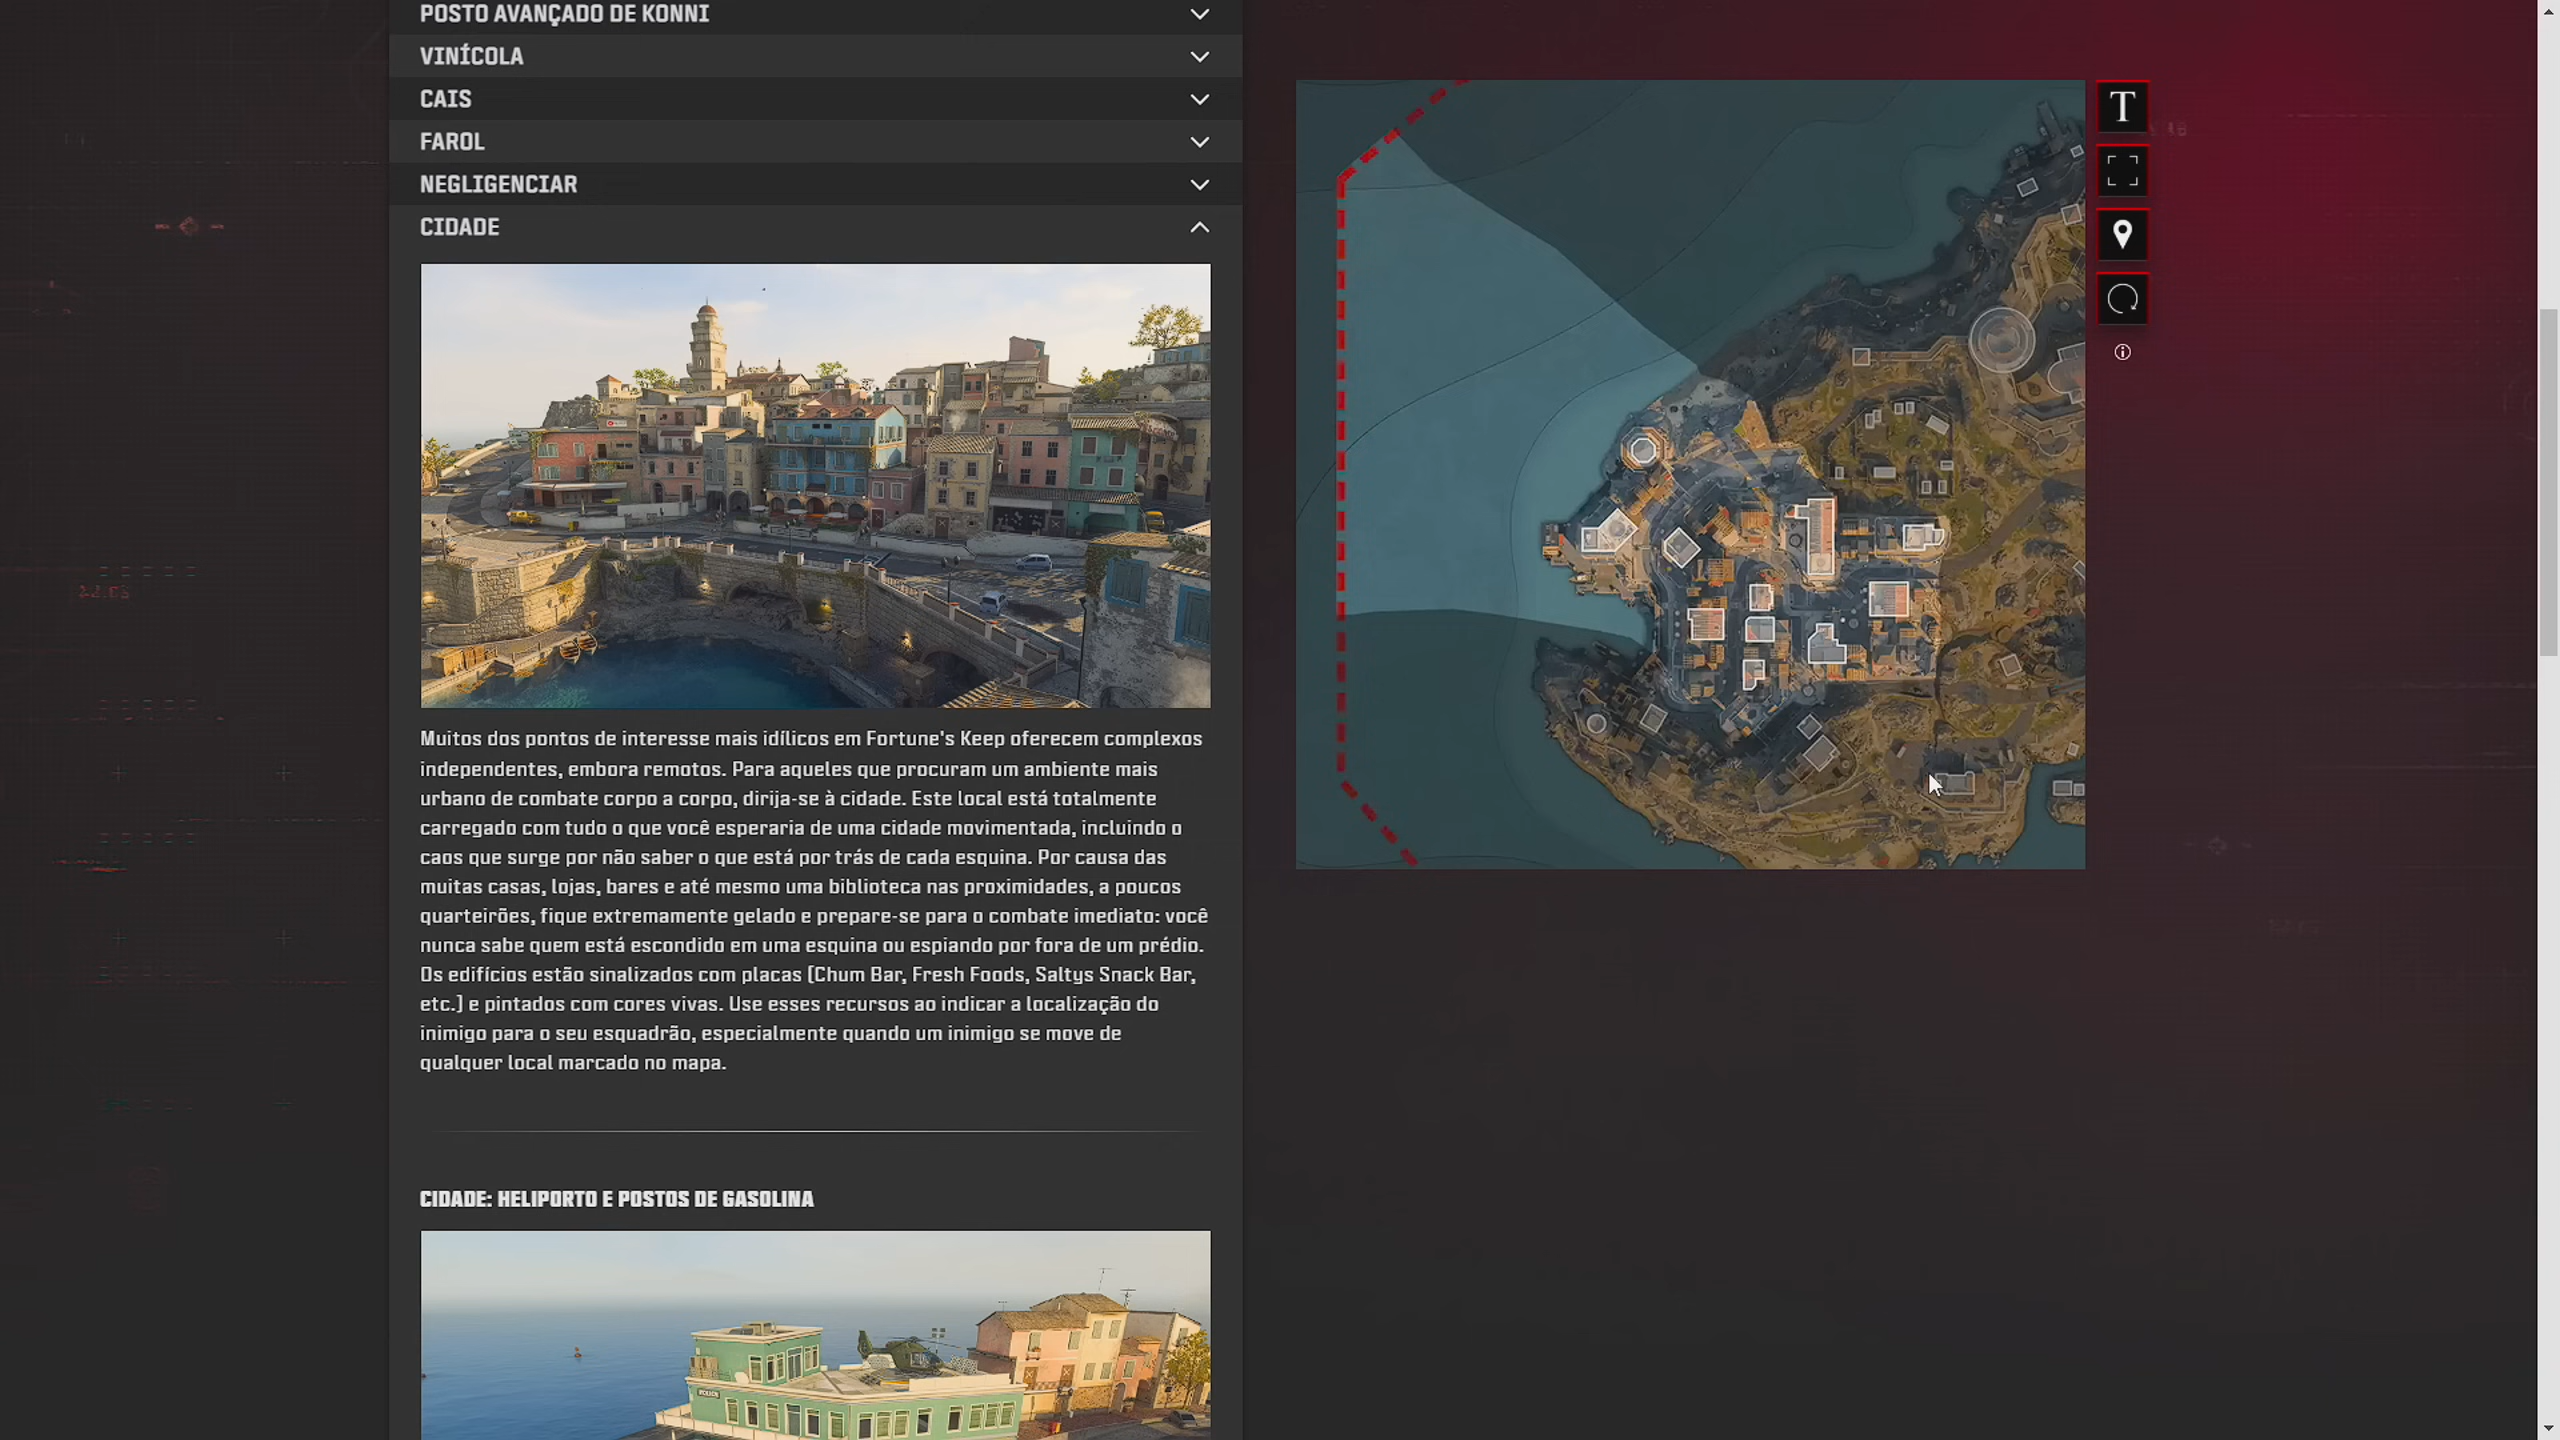 POSTO AVANÇADO DE KONNI
VINÍCOLA
CAIS
FAROL
NEGLIGENCIAR
CIDADE
Muitos dos pontos de interesse mais idílicos em Fortune's Keep oferecem complexos
independentes, embora remotos. Para aqueles que procuram um ambiente mais
urbano de combate corpo a corpo, dirija-se à cidade. Este local está totalmente
carregado com tudo o que você esperaria de uma cidade movimentada, incluindo o
caos que surge por não saber o que está por trás de cada esquina. Por causa das
muitas casas, lojas, bares e até mesmo uma biblioteca nas proximidades, a poucos
quarteirões, fique extremamente gelado e prepare-se para o combate imediato: você
nunca sabe quem está escondido em uma esquina ou espiando por fora de um prédio.
Os edifícios estão sinalizados com placas (Chum Bar, Fresh Foods, Saltys Snack Bar,
etc.) e pintados com cores vivas. Use esses recursos ao indicar a localização do
inimigo para o seu esquadrão, especialmente quando um inimigo se move de
qualquer local marcado no mapa.
CIDADE: HELIPORTO E POSTOS DE GASOLINA
T